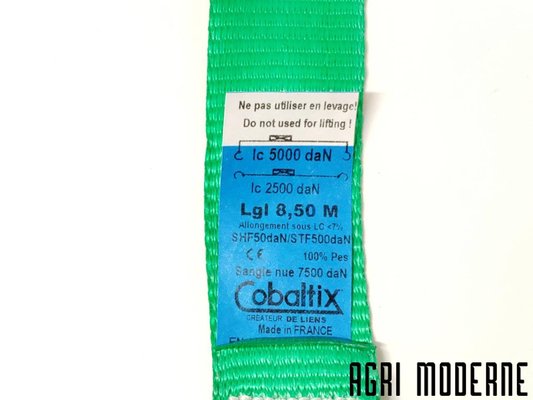 Ne pas utiliser en levage!
Do not used for lifting !
lc 5000 daN
lc 2500 daN
Lgl 8,50 M
Allongement sous LC <7%
SHF50daN/STF500daN
CE 100% Pes
Sangle nue 7500 daN
Cobaltix
CRÉATEUR DE LIENS
Made in FRANCE
EN
AGRI MODERNE